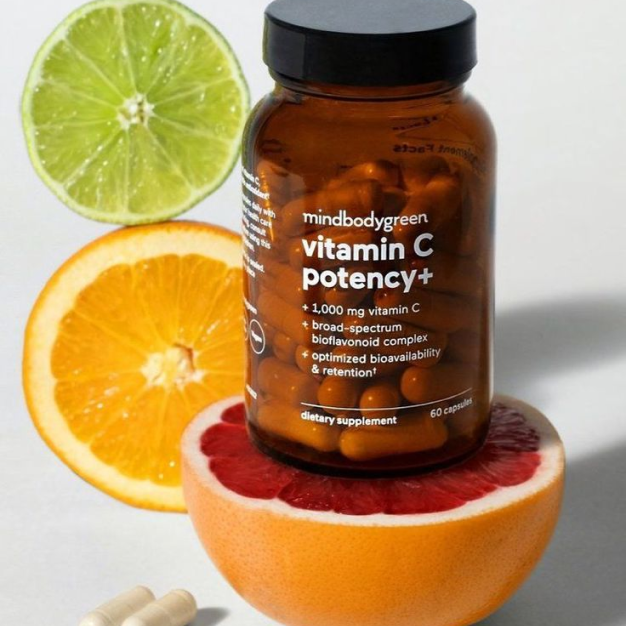 mindbodygreen
vitamin C
potency+
+ 1,000 mg vitamin C
+ broad-spectrum
bioflavonoid complex
+ optimized bioavailability
& retention†
dietary supplement 60 capsules